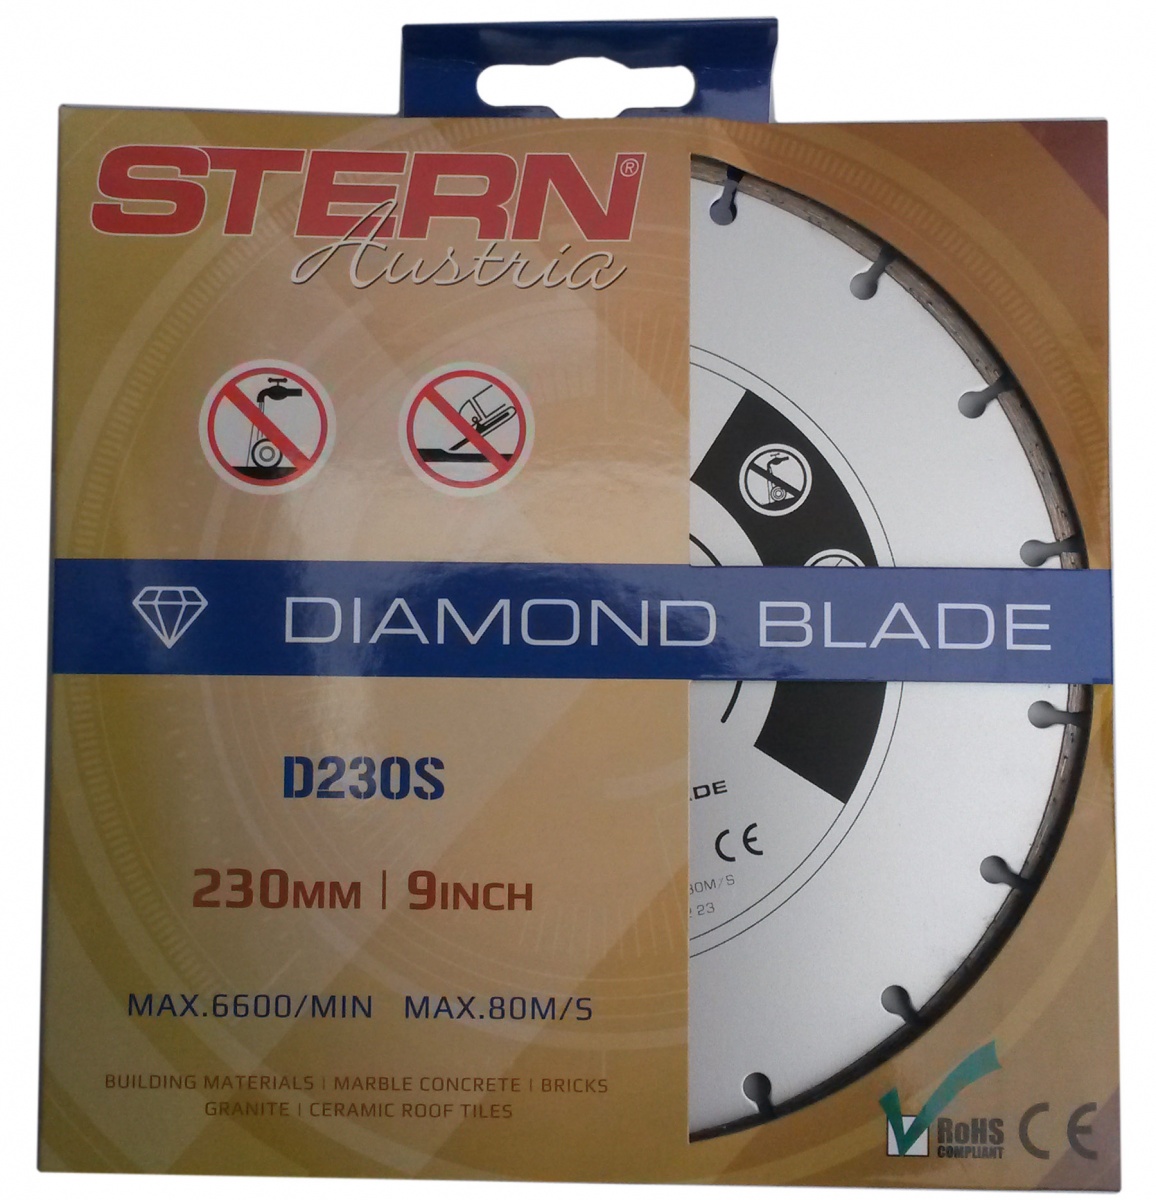 STERN®
Austria
DIAMOND BLADE
D230S
230MM | 9INCH
MAX.6600/MIN MAX.80M/S
BUILDING MATERIALS | MARBLE CONCRETE | BRICKS
GRANITE | CERAMIC ROOF TILES
DE
CE
80M/S
23
RoHS
COMPLIANT
CE